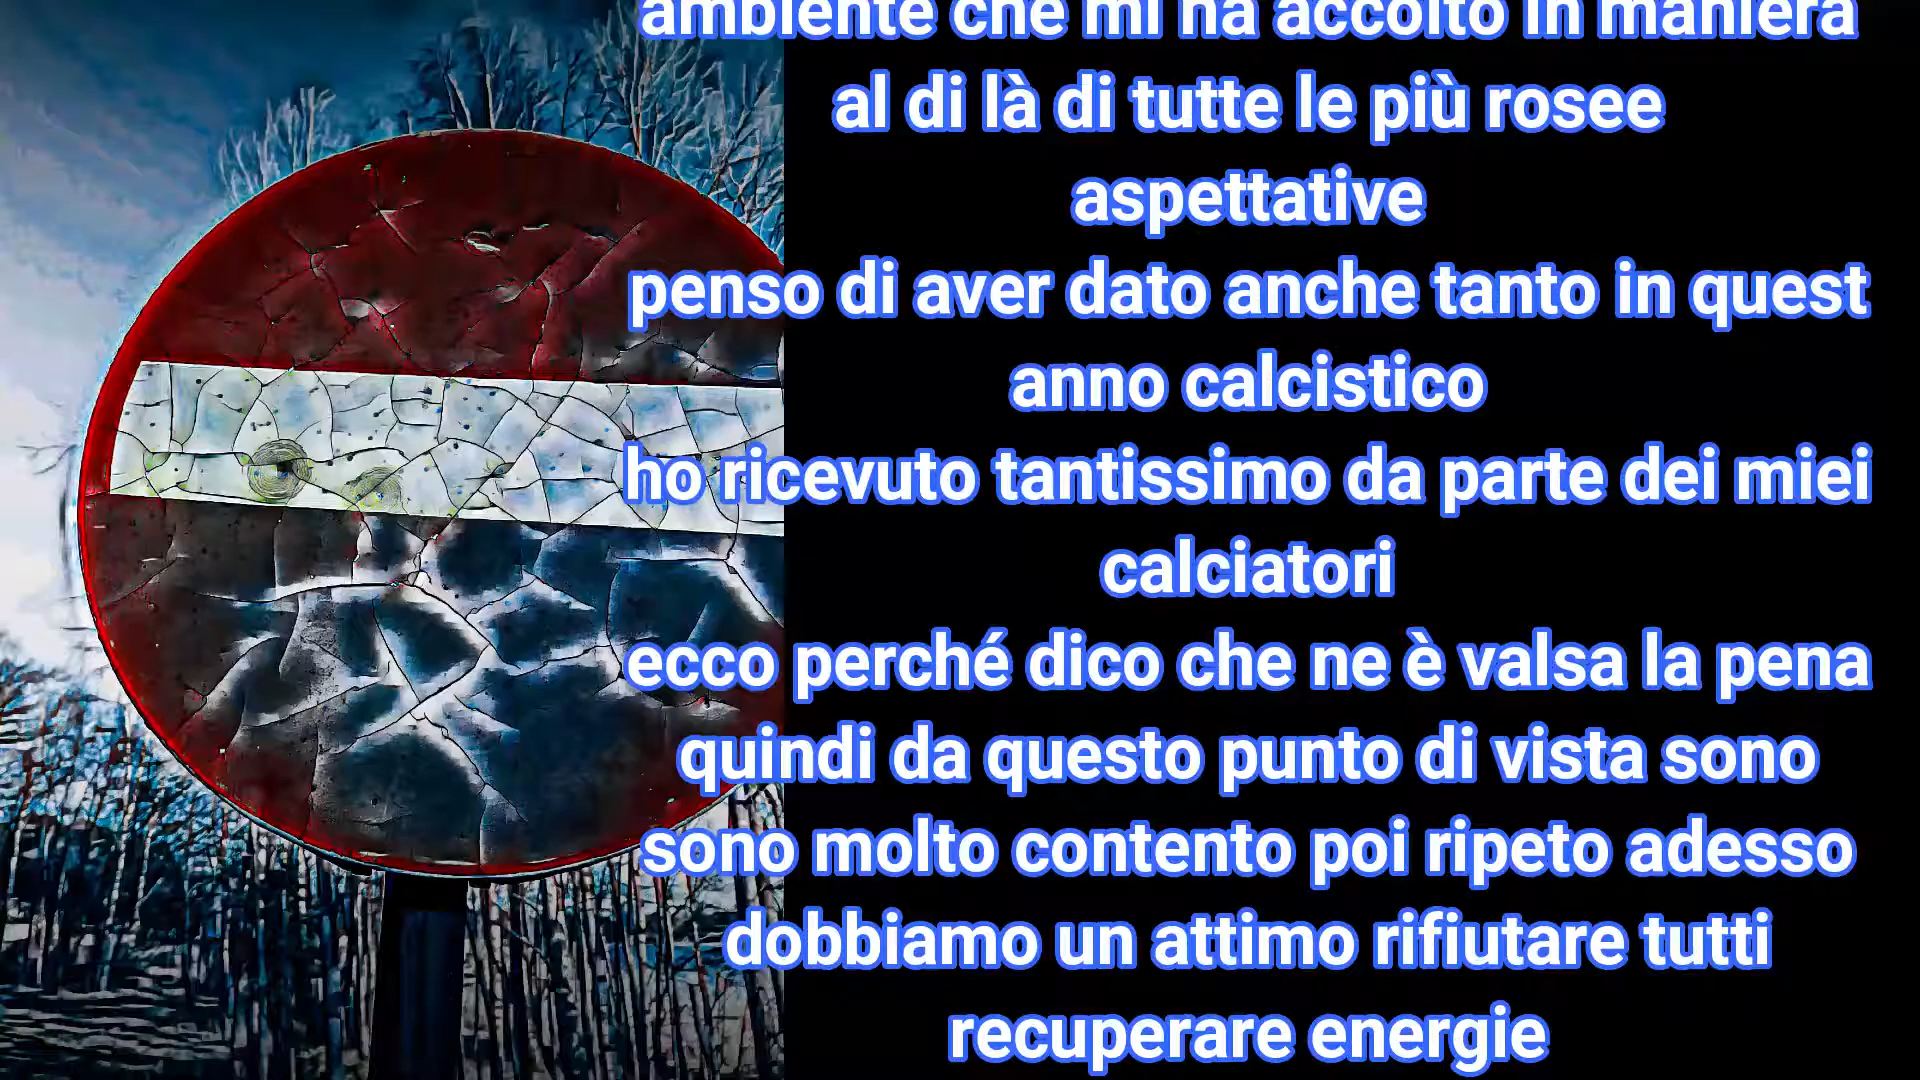 ambiente che mi ha accolto in maniera
al di là di tutte le più rosee
aspettative
penso di aver dato anche tanto in quest
anno calcistico
ho ricevuto tantissimo da parte dei miei
calciatori
ecco perché dico che ne è valsa la pena
quindi da questo punto di vista sono
sono molto contento poi ripeto adesso
dobbiamo un attimo rifiutare tutti
recuperare energie